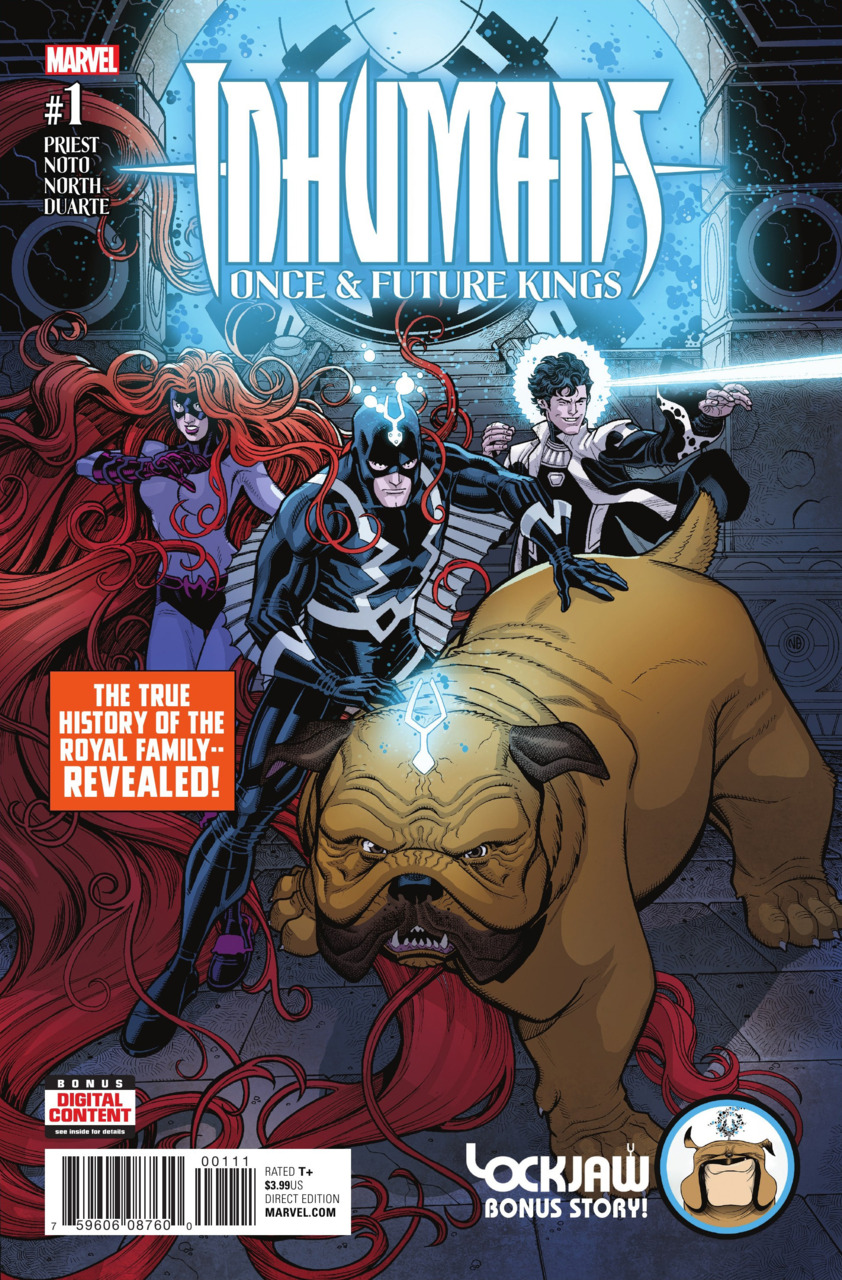 MARVEL
#1
PRIEST
NOTO
NORTH
DUARTE
INHUMANS
ONCE & FUTURE KINGS
NB
THE TRUE
HISTORY OF THE
ROYAL FAMILY--
REVEALED!
BONUS
DIGITAL
CONTENT
see inside for details
00111
7 59606 08760 0
RATED T+
$3.99US
DIRECT EDITION
MARVEL.COM
LOCKJAW
BONUS STORY!